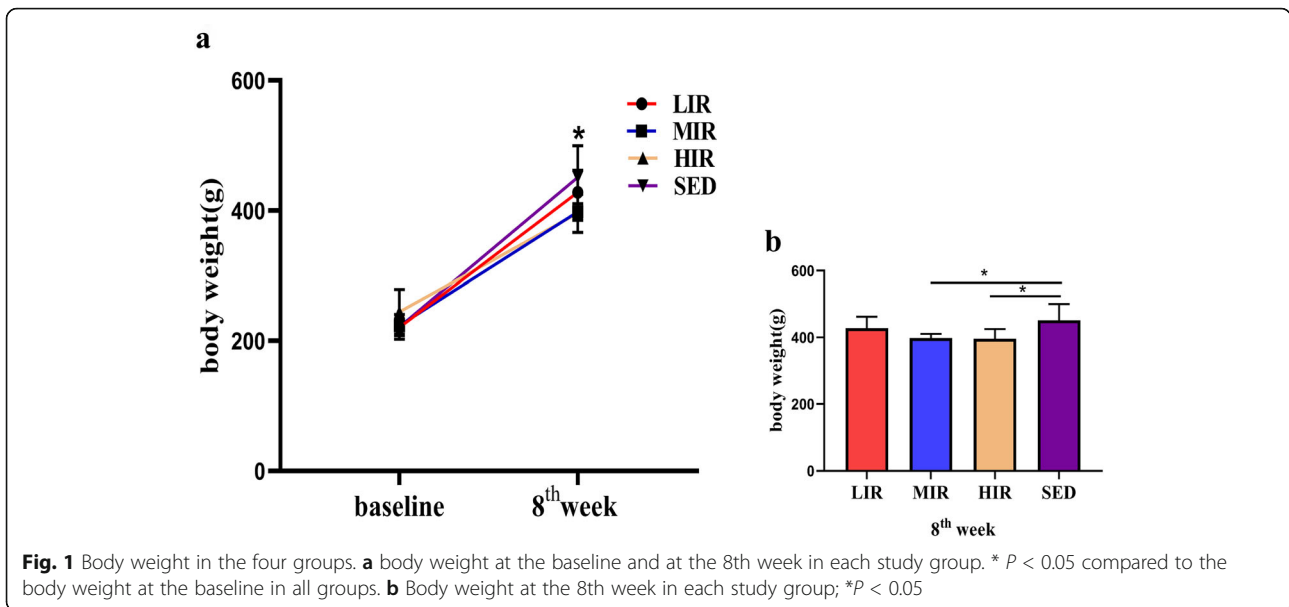 a
600
400
200
0
body weight(g)
*
LIR
MIR
HIR
SED
baseline
8th week
b
600
400
200
0
body weight(g)
*
*
LIR MIR HIR SED
8th week
Fig. 1 Body weight in the four groups. a body weight at the baseline and at the 8th week in each study group. * P < 0.05 compared to the
body weight at the baseline in all groups. b Body weight at the 8th week in each study group; *P < 0.05